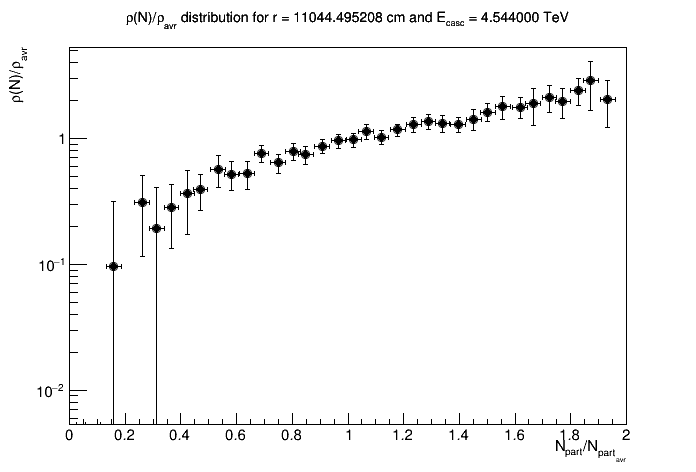 ρ(N)/ρ_avr distribution for r = 11044.495208 cm and E_casc = 4.544000 TeV
ρ(N)/ρ_avr
1
10⁻¹
10⁻²
0 0.2 0.4 0.6 0.8 1 1.2 1.4 1.6 1.8 2
N_part/N_part_avr